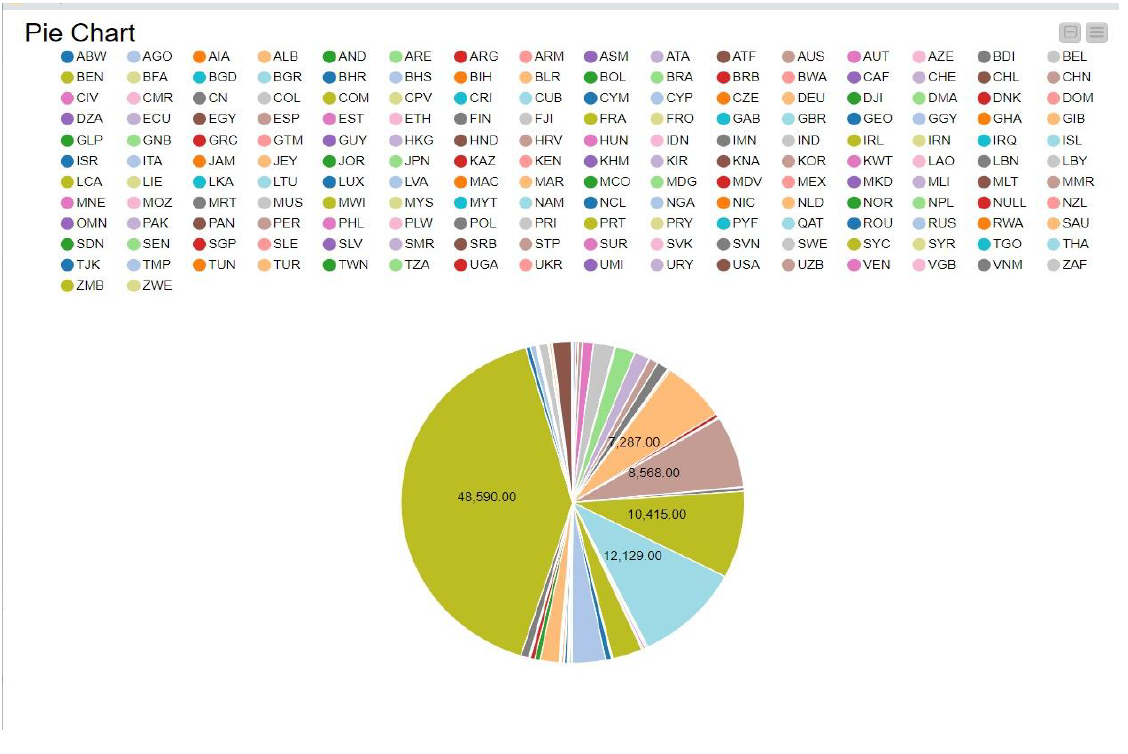 Pie Chart
ABW AGO AIA ALB AND ARE ARG ARM ASM ATA ATF AUS AUT AZE BDI BEL
BEN BFA BGD BGR BHR BHS BIH BLR BOL BRA BRB BWA CAF CHE CHL CHN
CIV CMR CN COL COM CPV CRI CUB CYM CYP CZE DEU DJI DMA DNK DOM
DZA ECU EGY ESP EST ETH FIN FJI FRA FRO GAB GBR GEO GGY GHA GIB
GLP GNB GRC GTM GUY HKG HND HRV HUN IDN IMN IND IRL IRN IRQ ISL
ISR ITA JAM JEY JOR JPN KAZ KEN KHM KIR KNA KOR KWT LAO LBN LBY
LCA LIE LKA LTU LUX LVA MAC MAR MCO MDG MDV MEX MKD MLI MLT MMR
MNE MOZ MRT MUS MWI MYS MYT NAM NCL NGA NIC NLD NOR NPL NULL NZL
OMN PAK PAN PER PHL PLW POL PRI PRT PRY PYF QAT ROU RUS RWA SAU
SDN SEN SGP SLE SLV SMR SRB STP SUR SVK SVN SWE SYC SYR TGO THA
TJK TMP TUN TUR TWN TZA UGA UKR UMI URY USA UZB VEN VGB VNM ZAF
ZMB ZWE
7,287.00
8,568.00
48,590.00
10,415.00
12,129.00